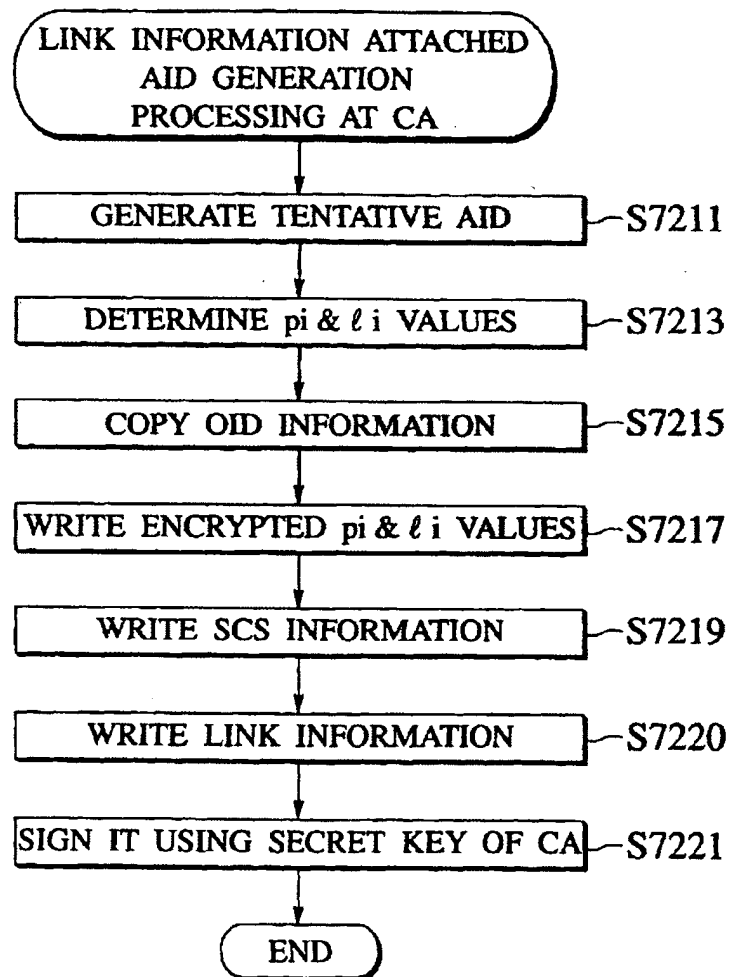 LINK INFORMATION ATTACHED
AID GENERATION
PROCESSING AT CA
GENERATE TENTATIVE AID
S7211
DETERMINE pi & ℓ i VALUES
S7213
COPY OID INFORMATION
S7215
WRITE ENCRYPTED pi & ℓ i VALUES
S7217
WRITE SCS INFORMATION
S7219
WRITE LINK INFORMATION
S7220
SIGN IT USING SECRET KEY OF CA
S7221
END